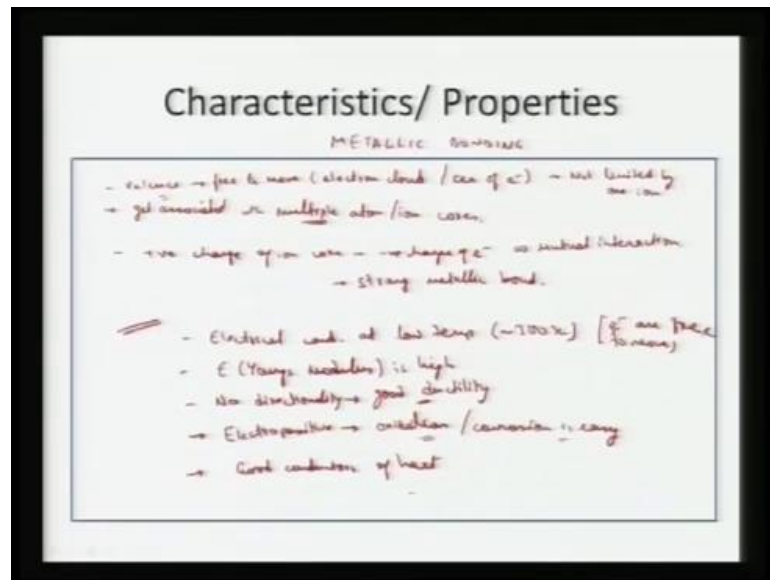 Characteristics/ Properties
METALLIC BONDING
- valence → free to move (electron cloud / sea of e⁻) - Not limited by
one ion
→ get associated multiple atom/ion cores.
- +ve charge of ion core - charge of e⁻ mutual interaction
→ strong metallic bond.
- Electrical cond. at low temp (~300K) [e⁻ are free
to move]
- E (Youngs modulus) is high
- No directionality → good ductility
→ Electropositive → oxidation / corrosion is easy
→ Good conductors of heat